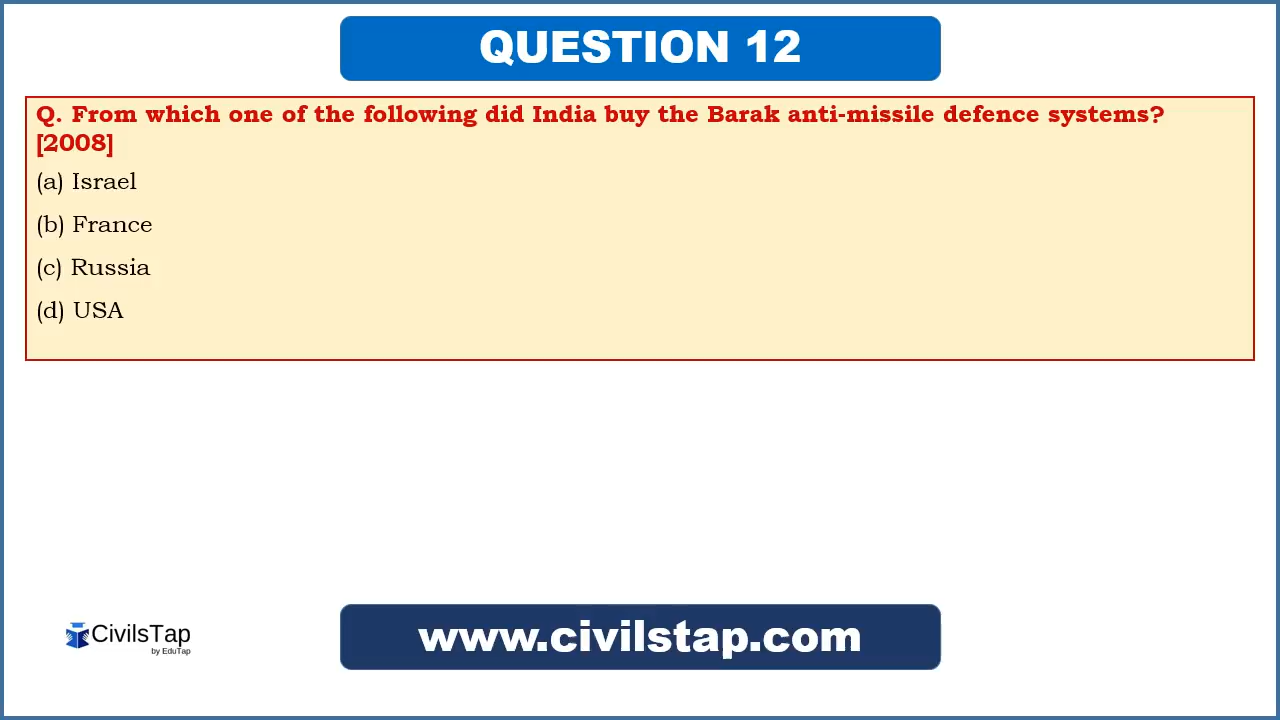 QUESTION 12
Q. From which one of the following did India buy the Barak anti-missile defence systems?
[2008]
(a) Israel
(b) France
(c) Russia
(d) USA
CivilsTap
by EduTap
www.civilstap.com